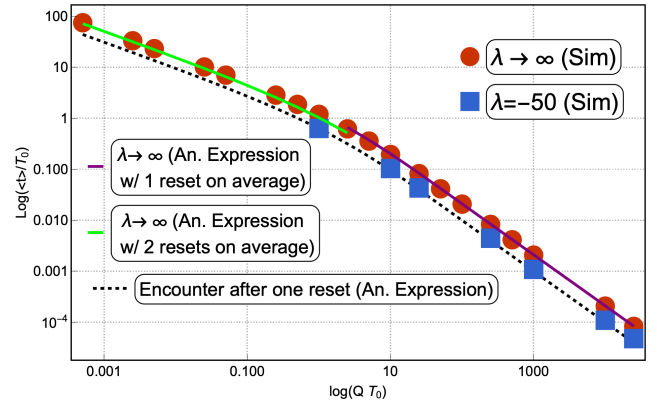 100
10
1
0.100
0.010
0.001
10⁻⁴
Log(<t>/T₀)
λ → ∞ (Sim)
λ=−50 (Sim)
λ→ ∞ (An. Expression
w/ 1 reset on average)
λ→ ∞ (An. Expression
w/ 2 resets on average)
Encounter after one reset (An. Expression)
0.001 0.100 10 1000
log(Q T₀)